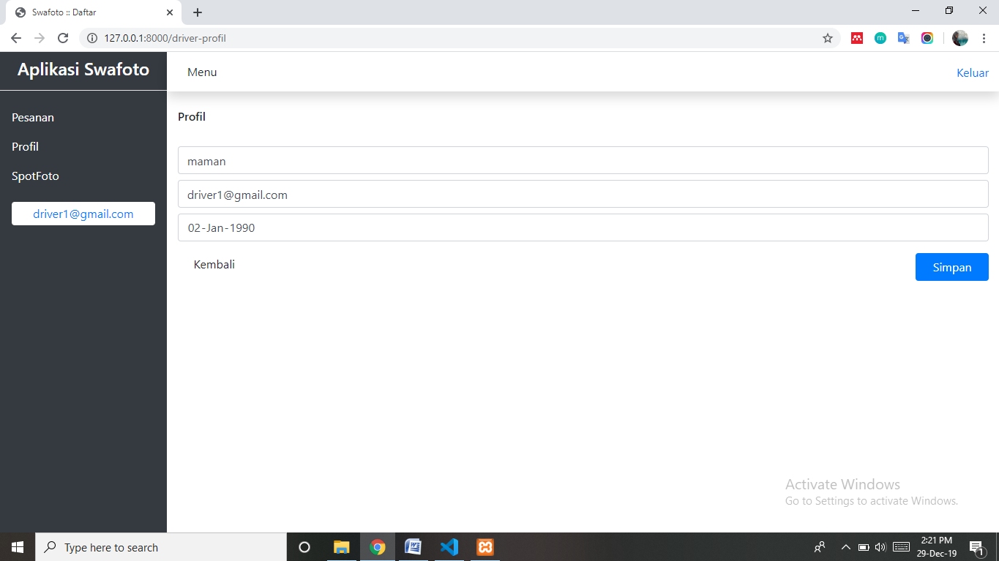 Swafoto :: Daftar
127.0.0.1:8000/driver-profil
m
Aplikasi Swafoto
Menu
Keluar
Pesanan
Profil
SpotFoto
driver1@gmail.com
Profil
maman
driver1@gmail.com
02-Jan-1990
Kembali
Simpan
Activate Windows
Go to Settings to activate Windows.
Type here to search
2:21 PM
29-Dec-19
1